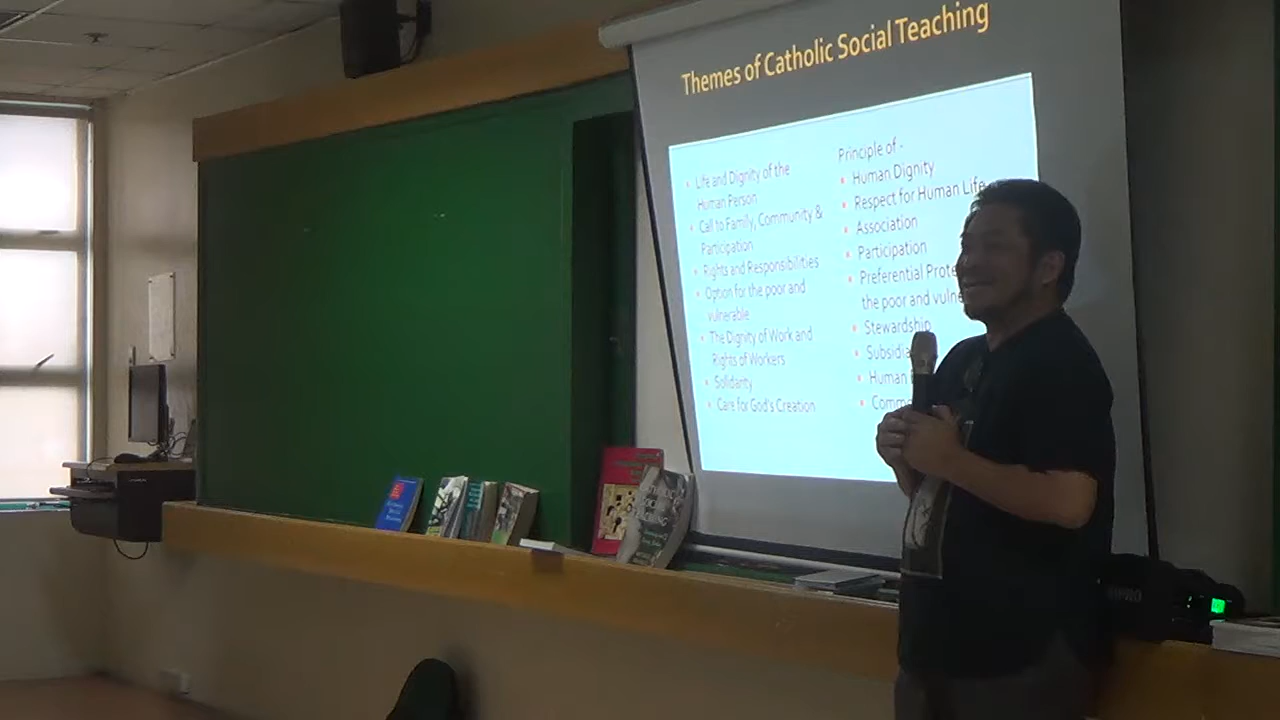 Themes of Catholic Social Teaching
Life and Dignity of the
Human Person
Call to Family, Community &
Participation
Rights and Responsibilities
Option for the poor and
vulnerable
The Dignity of Work and
Rights of Workers
Solidarity
Care for God's Creation
Principle of -
Human Dignity
Respect for Human Life
Association
Participation
Preferential
the poor and
Stewardship
Human